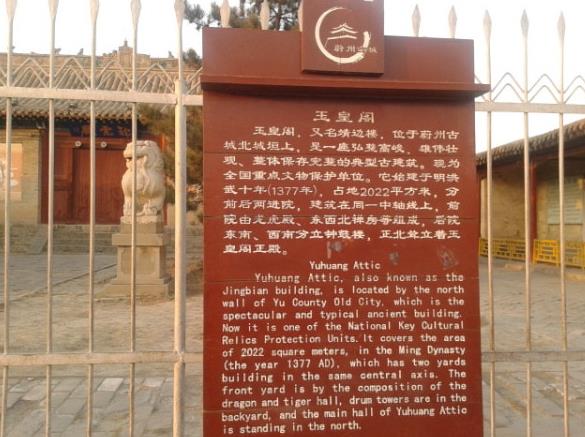 蔚州古城
玉皇阁
玉皇阁，又名靖边楼，位于蔚州古
城北城垣上，是一座弘整高峻，雄伟壮
观、整体保存完整的典型古建筑。现为
全国重点文物保护单位。它始建于明洪
武十年(1377年)，占地2022平方米，分
前后两进院，建筑在同一中轴线上，前
院由龙虎殿、东西北禅房等组成，后院
东南、西南分立钟鼓楼，正北耸立着玉
皇阁正殿。
Yuhuang Attic
Yuhuang Attic, also known as the
Jingbian building, is located by the north
wall of Yu County Old City, which is the
spectacular and typical ancient building.
Now it is one of the National Key Cultural
Relics Protection Units. It covers the area
of 2022 square meters, in the Ming Dynasty
(the year 1377 AD), which has two yards
building in the same central axis. The
front yard is by the composition of the
dragon and tiger hall, drum towers are in the
backyard, and the main hall of Yuhuang Attic
is standing in the north.